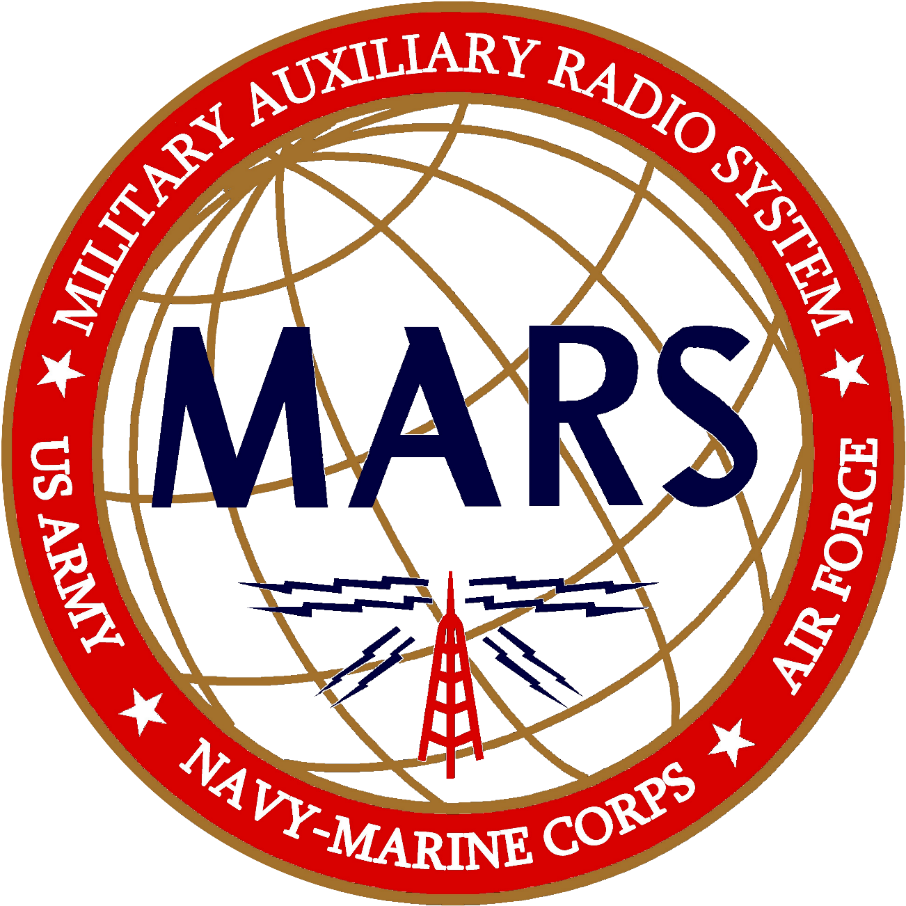 MILITARY AUXILIARY RADIO SYSTEM
MARS
US ARMY
NAVY-MARINE CORPS
AIR FORCE